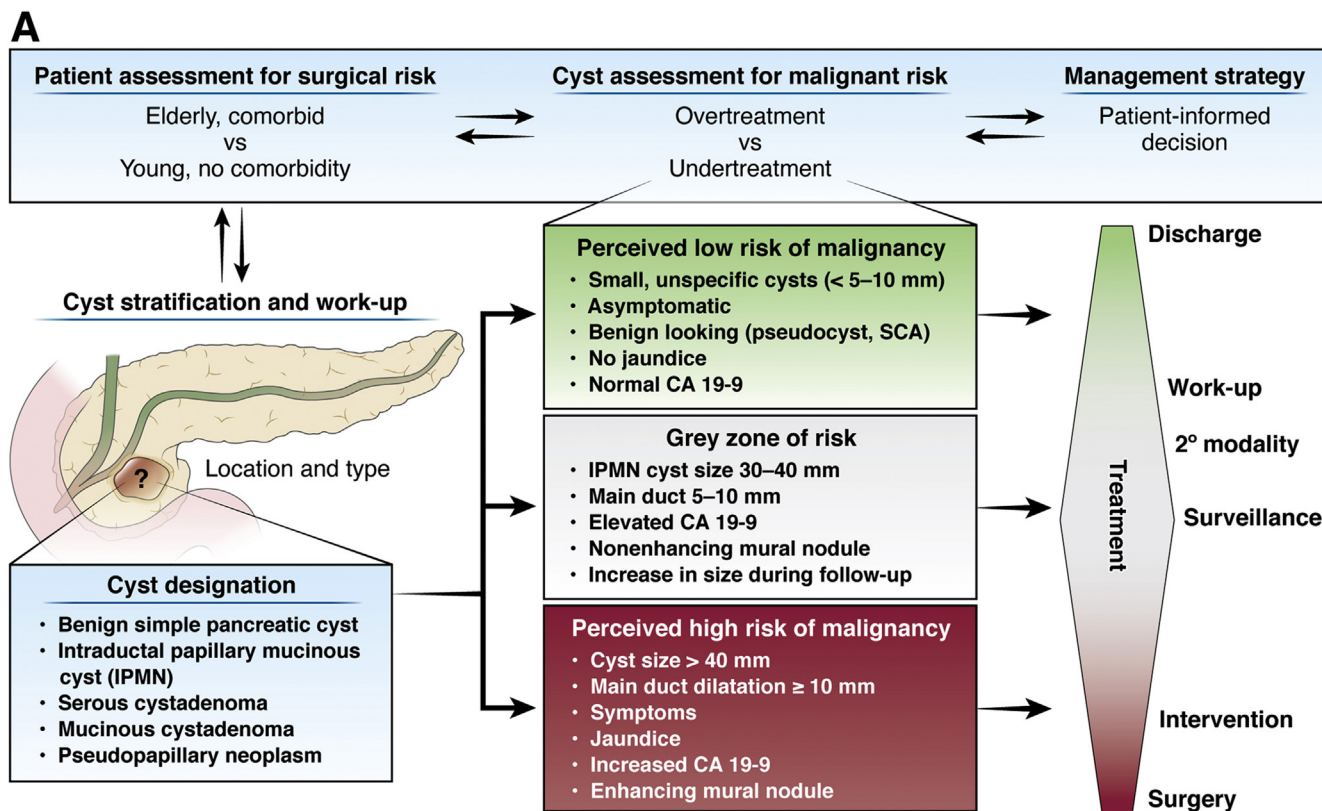 A
Patient assessment for surgical risk
Elderly, comorbid
vs
Young, no comorbidity
Cyst assessment for malignant risk
Overtreatment
vs
Undertreatment
Management strategy
Patient-informed
decision
Cyst stratification and work-up
?
Location and type
Cyst designation
• Benign simple pancreatic cyst
• Intraductal papillary mucinous
cyst (IPMN)
• Serous cystadenoma
• Mucinous cystadenoma
• Pseudopapillary neoplasm
Perceived low risk of malignancy
• Small, unspecific cysts (< 5–10 mm)
• Asymptomatic
• Benign looking (pseudocyst, SCA)
• No jaundice
• Normal CA 19-9
Grey zone of risk
• IPMN cyst size 30–40 mm
• Main duct 5–10 mm
• Elevated CA 19-9
• Nonenhancing mural nodule
• Increase in size during follow-up
Perceived high risk of malignancy
• Cyst size > 40 mm
• Main duct dilatation ≥ 10 mm
• Symptoms
• Jaundice
• Increased CA 19-9
• Enhancing mural nodule
Treatment
Discharge
Work-up
2º modality
Surveillance
Intervention
Surgery